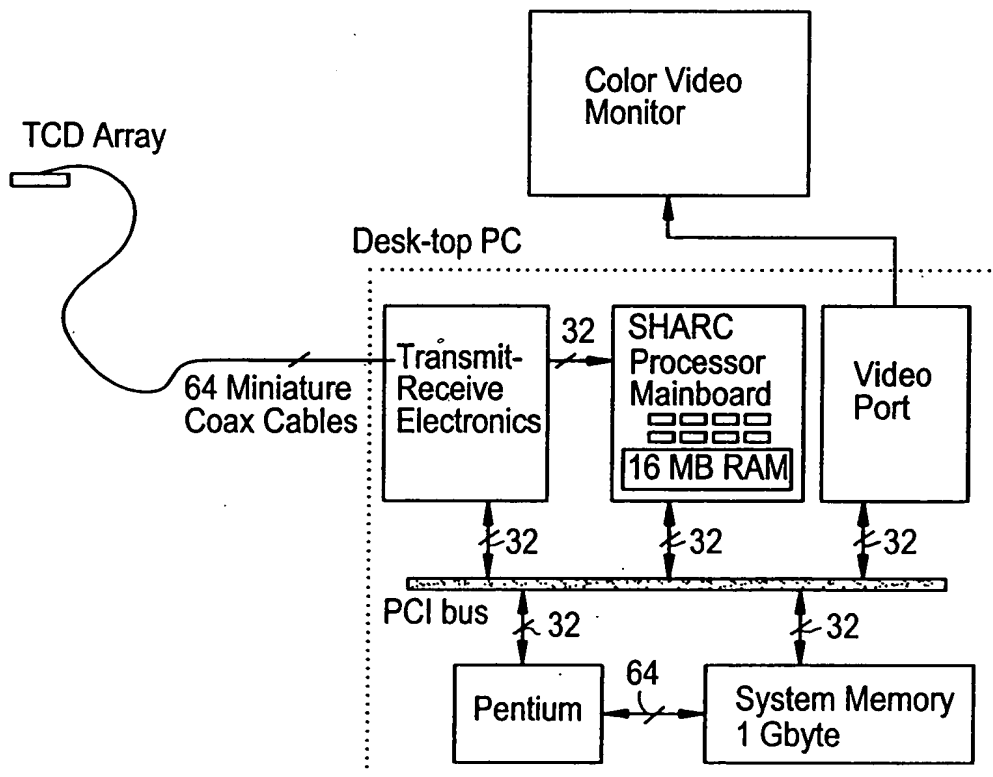 Color Video
Monitor
TCD Array
Desk-top PC
64 Miniature
Coax Cables
Transmit-
Receive
Electronics
32
SHARC
Processor
Mainboard
16 MB RAM
Video
Port
32
32
32
PCI bus
32
32
Pentium
64
System Memory
1 Gbyte